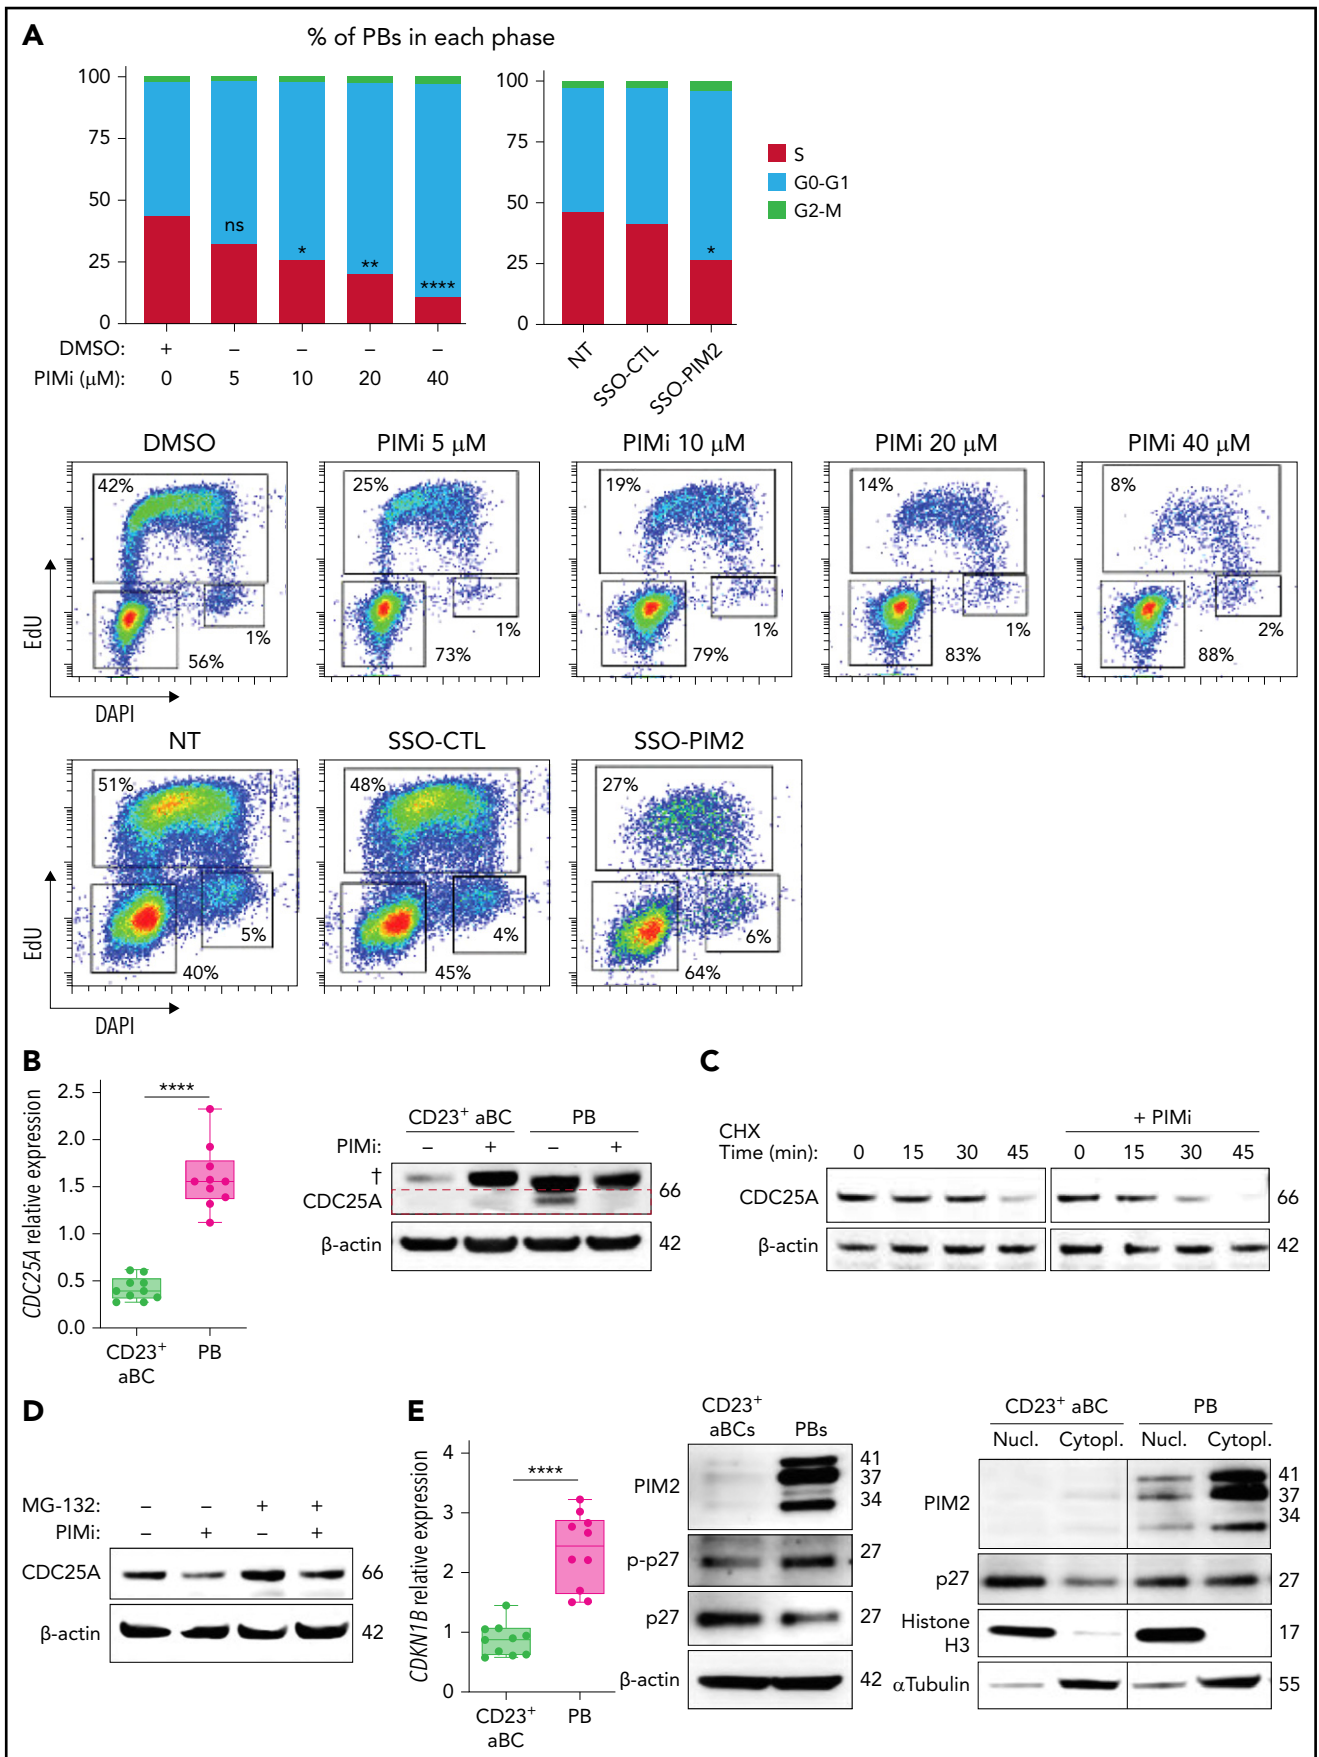 A
% of PBs in each phase
100
75
50
25
0
ns
*
**
****
DMSO: + – – – –
PIMi (μM): 0 5 10 20 40
100
75
50
25
0
*
NT
SSO-CTL
SSO-PIM2
S
G0-G1
G2-M
DMSO
PIMi 5 μM
PIMi 10 μM
PIMi 20 μM
PIMi 40 μM
42%
1%
56%
25%
1%
73%
19%
1%
79%
14%
1%
83%
8%
2%
88%
EdU
DAPI
NT
SSO-CTL
SSO-PIM2
51%
5%
40%
48%
4%
45%
27%
6%
64%
EdU
DAPI
B
CDC25A relative expression
2.5
2.0
1.5
1.0
0.5
0.0
****
CD23+
aBC
PB
CD23+ aBC PB
PIMi: – + – +
†
CDC25A
66
β-actin
42
C
+ PIMi
CHX
Time (min): 0 15 30 45 0 15 30 45
CDC25A
66
β-actin
42
D
MG-132: – – + +
PIMi: – + – +
CDC25A
66
β-actin
42
E
CDKN1B relative expression
4
3
2
1
0
****
CD23+
aBC
PB
CD23+
aBCs
PBs
PIM2
41
37
34
p-p27
27
p27
27
β-actin
42
CD23+ aBC PB
Nucl. Cytopl. Nucl. Cytopl.
PIM2
41
37
34
p27
27
Histone
H3
17
αTubulin
55